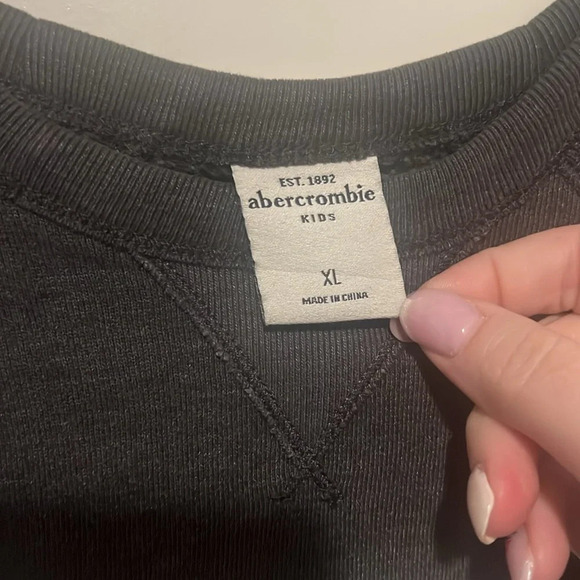 EST. 1892
abercrombie
KIDS
XL
MADE IN CHINA